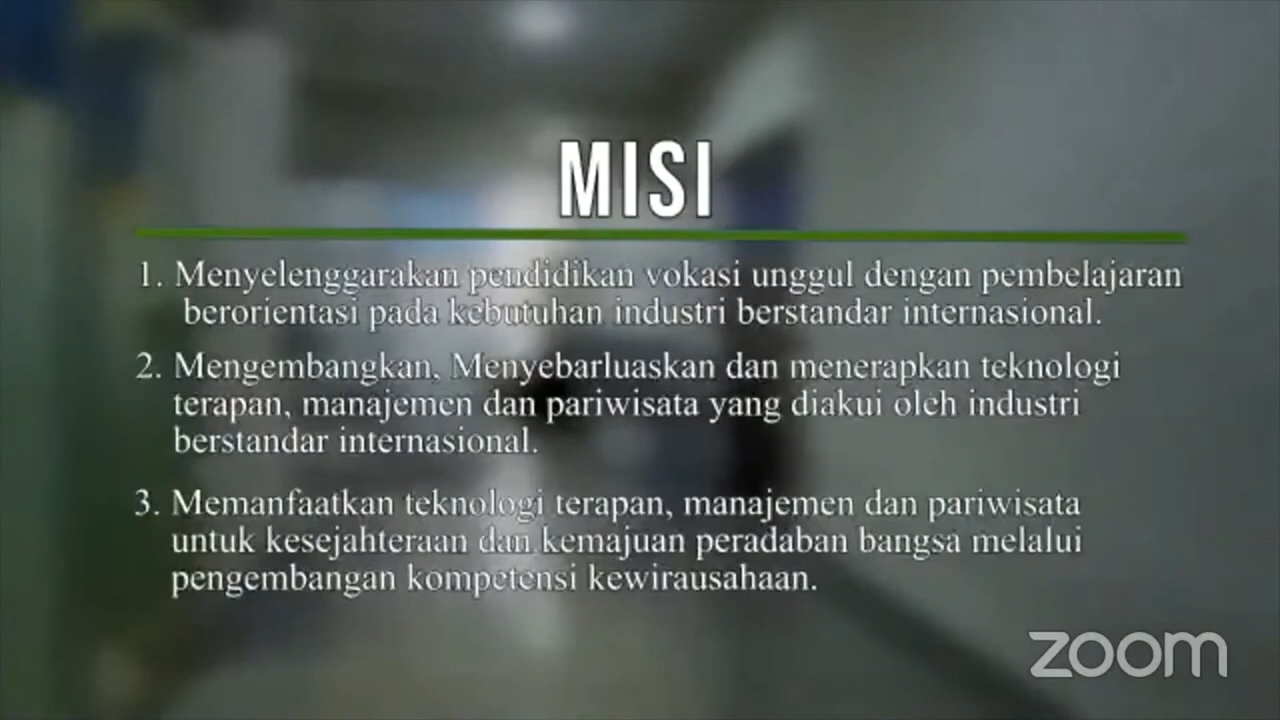 MISI
1. Menyelenggarakan pendidikan vokasi unggul dengan pembelajaran
berorientasi pada kebutuhan industri berstandar internasional.
2. Mengembangkan, Menyebarluaskan dan menerapkan teknologi
terapan, manajemen dan pariwisata yang diakui oleh industri
berstandar internasional.
3. Memanfaatkan teknologi terapan, manajemen dan pariwisata
untuk kesejahteraan dan kemajuan peradaban bangsa melalui
pengembangan kompetensi kewirausahaan.
zoom